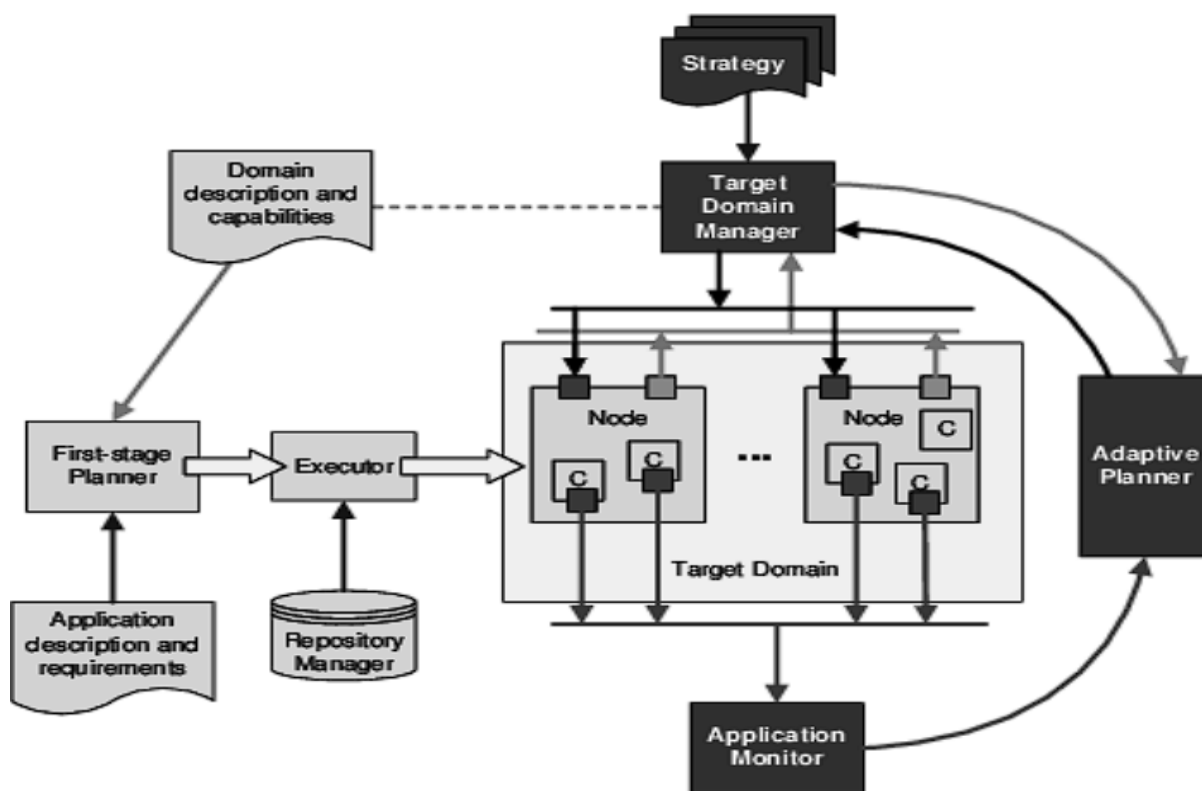 Strategy
Domain
description and
capabilities
Target
Domain
Manager
First-stage
Planner
Executor
Node
C
C
...
Node
C
C
C
Adaptive
Planner
Target Domain
Application
description and
requirements
Repository
Manager
Application
Monitor